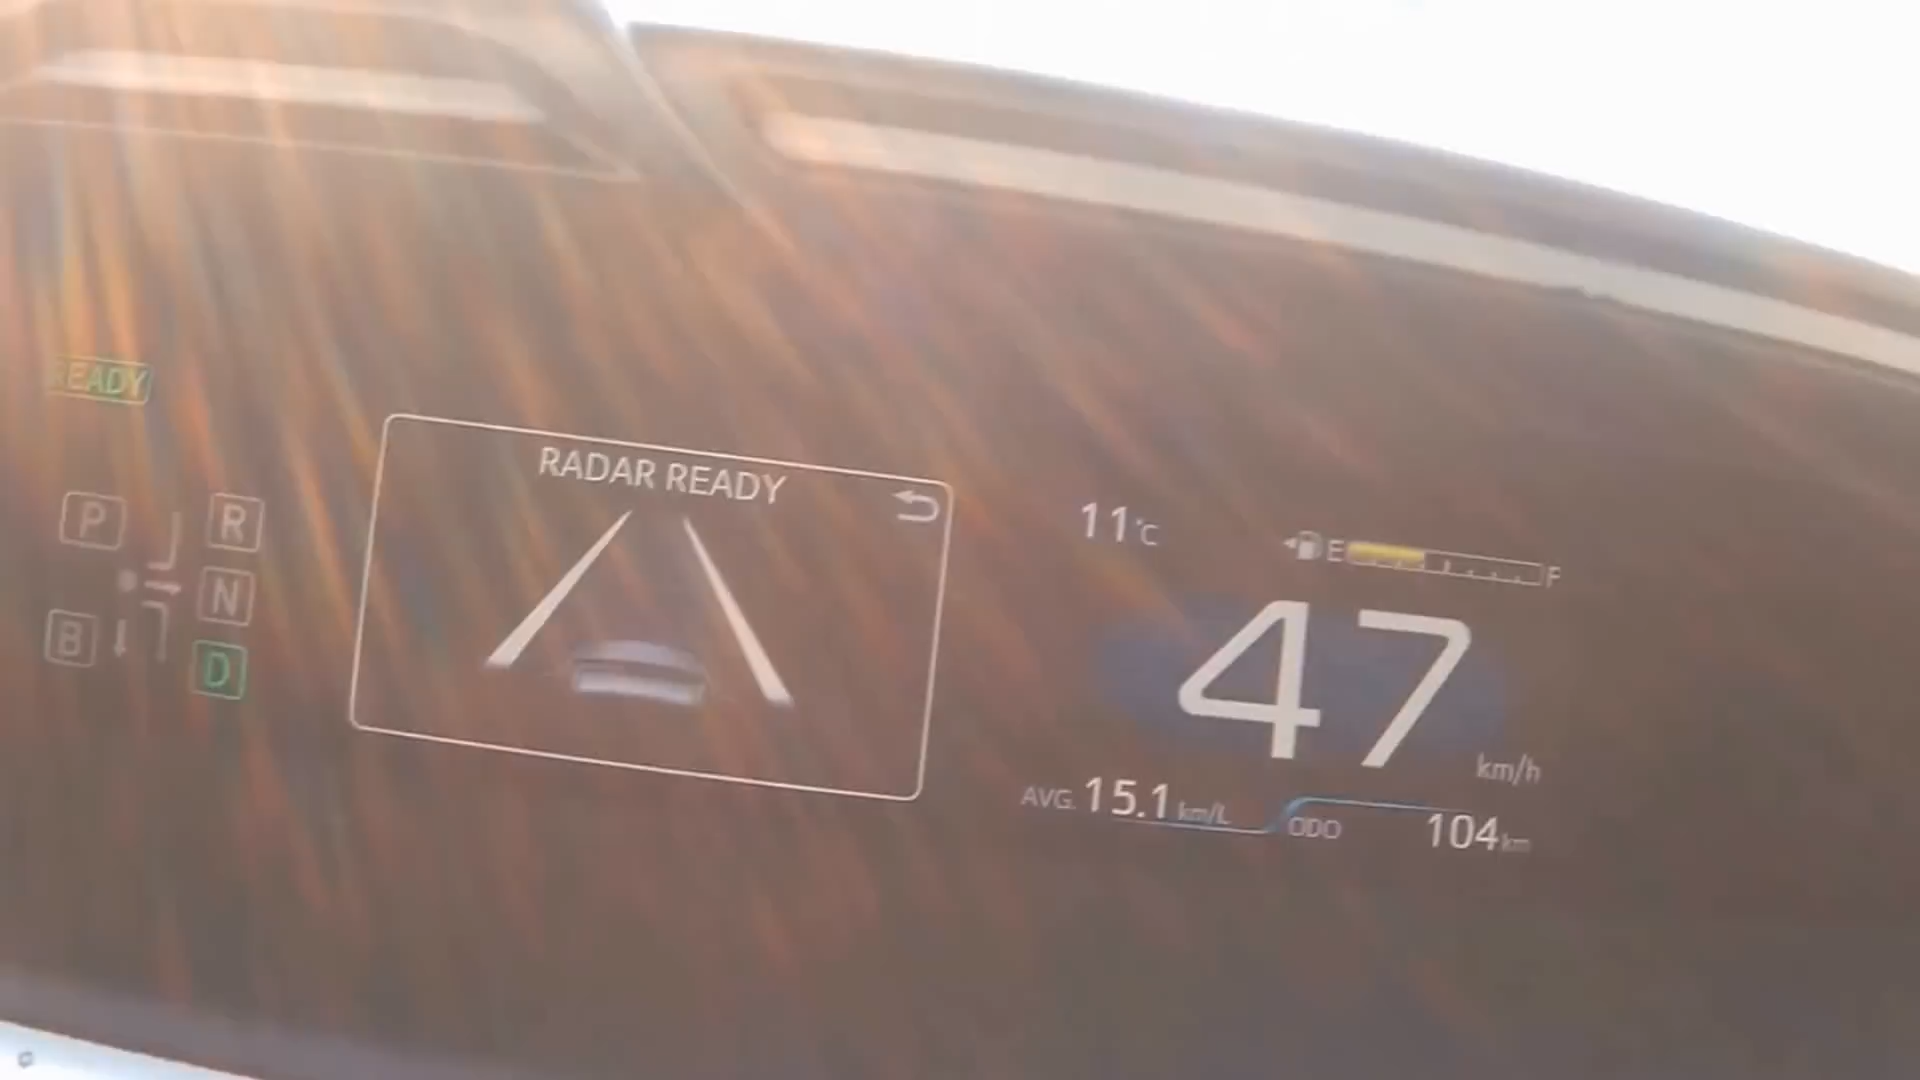 READY
P R
N
B D
RADAR READY
11°C
E F
47 km/h
AVG. 15.1 km/L
ODO 104 km